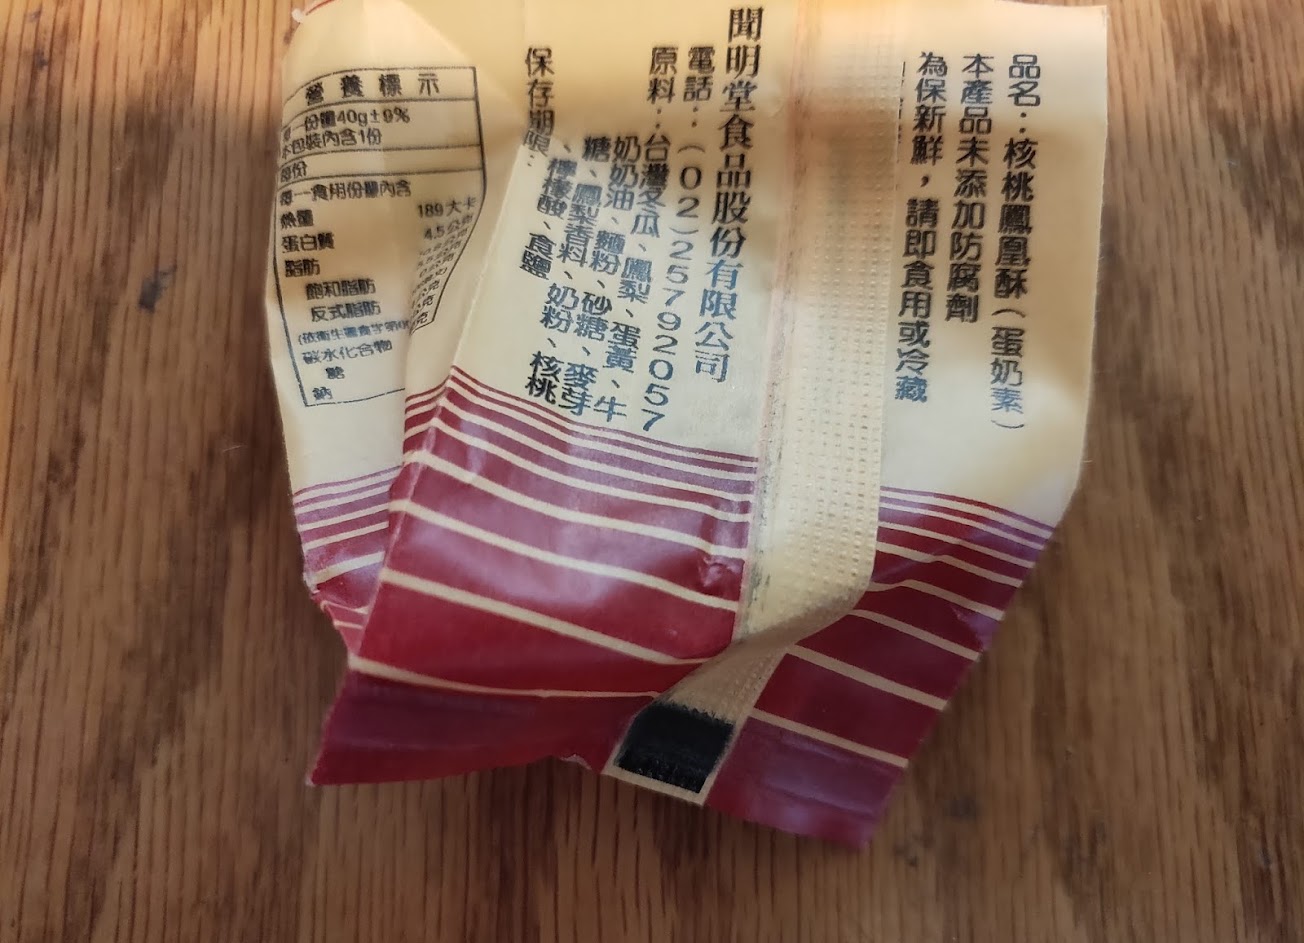 品名:核桃鳳凰酥(蛋奶素)
本產品未添加防腐劑
為保新鮮,請即食用或冷藏
聞明堂食品股份有限公司
電話:(02)25792057
原料:台灣冬瓜、鳳梨、蛋黃、牛
奶奶油、麵粉、砂糖、麥芽
糖、鳳梨香料、奶粉、核桃
、檸檬酸、食鹽
保存期限:
營養標示
每一份量40g±9%
本包裝內含1份
每份
每一食用份量內含
熱量 189大卡
蛋白質 4.5公克
脂肪
飽和脂肪
反式脂肪
碳水化合物
糖
鈉